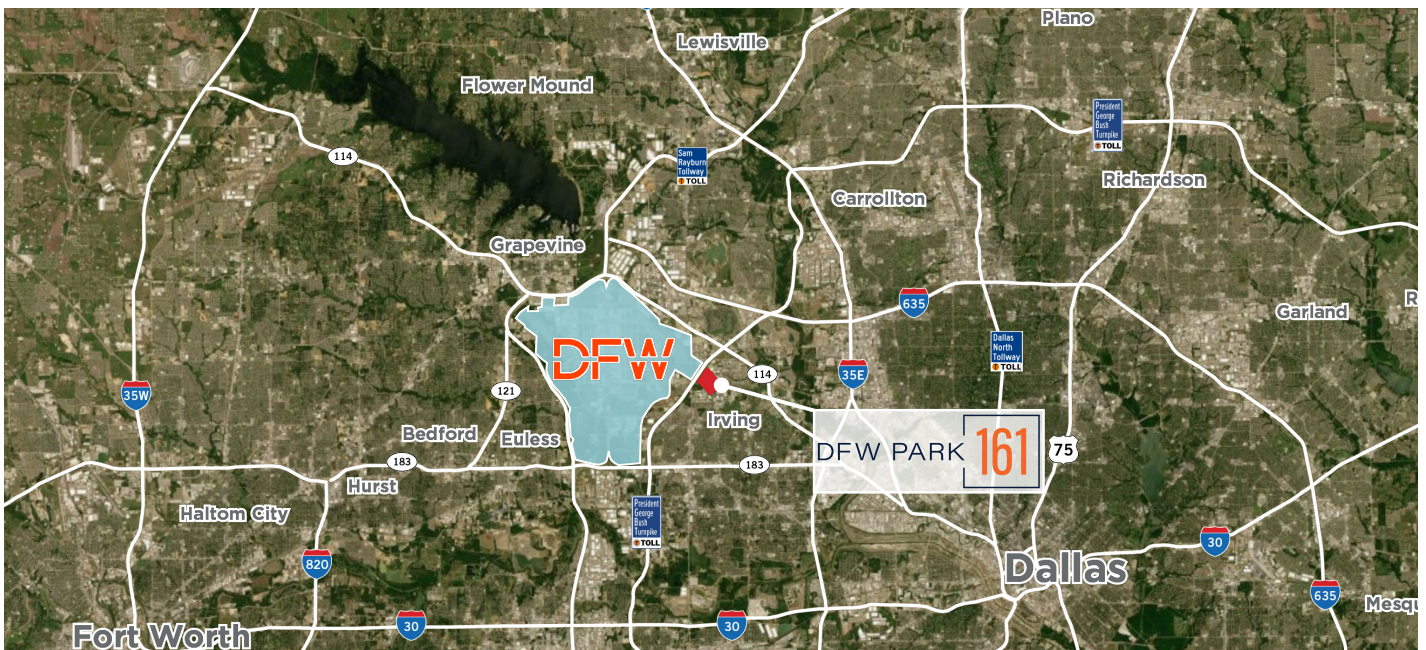 Plano
Lewisville
Flower Mound
President
George
Bush
Turnpike
TOLL
114
Sam
Rayburn
Tollway
TOLL
Richardson
Carrollton
Grapevine
635
Garland
R
Dallas
North
Tollway
TOLL
DFW
114
35E
35W
121
Irving
Bedford
Euless
DFW PARK 161
75
183
183
Hurst
Haltom City
President
George
Bush
Turnpike
TOLL
30
820
Dallas
635
Mesqu
30
30
Fort Worth